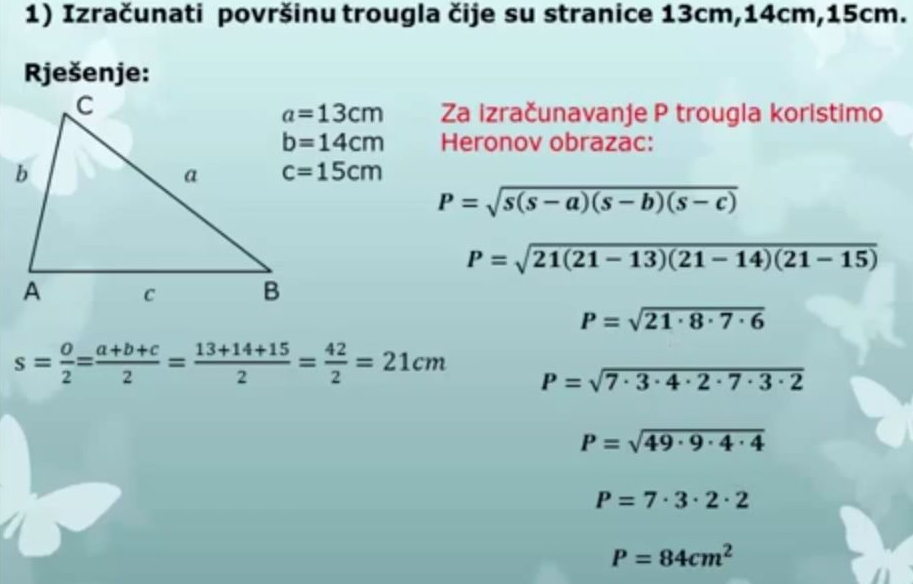 1) Izračunati površinu trougla čije su stranice 13cm,14cm,15cm.
Rješenje:
C
b
a
A
c
B
a=13cm
b=14cm
c=15cm
s = O/2 = a+b+c/2 = 13+14+15/2 = 42/2 = 21cm
Za izračunavanje P trougla koristimo
Heronov obrazac:
P = √s(s − a)(s − b)(s − c)
P = √21(21 − 13)(21 − 14)(21 − 15)
P = √21 · 8 · 7 · 6
P = √7 · 3 · 4 · 2 · 7 · 3 · 2
P = √49 · 9 · 4 · 4
P = 7 · 3 · 2 · 2
P = 84cm²